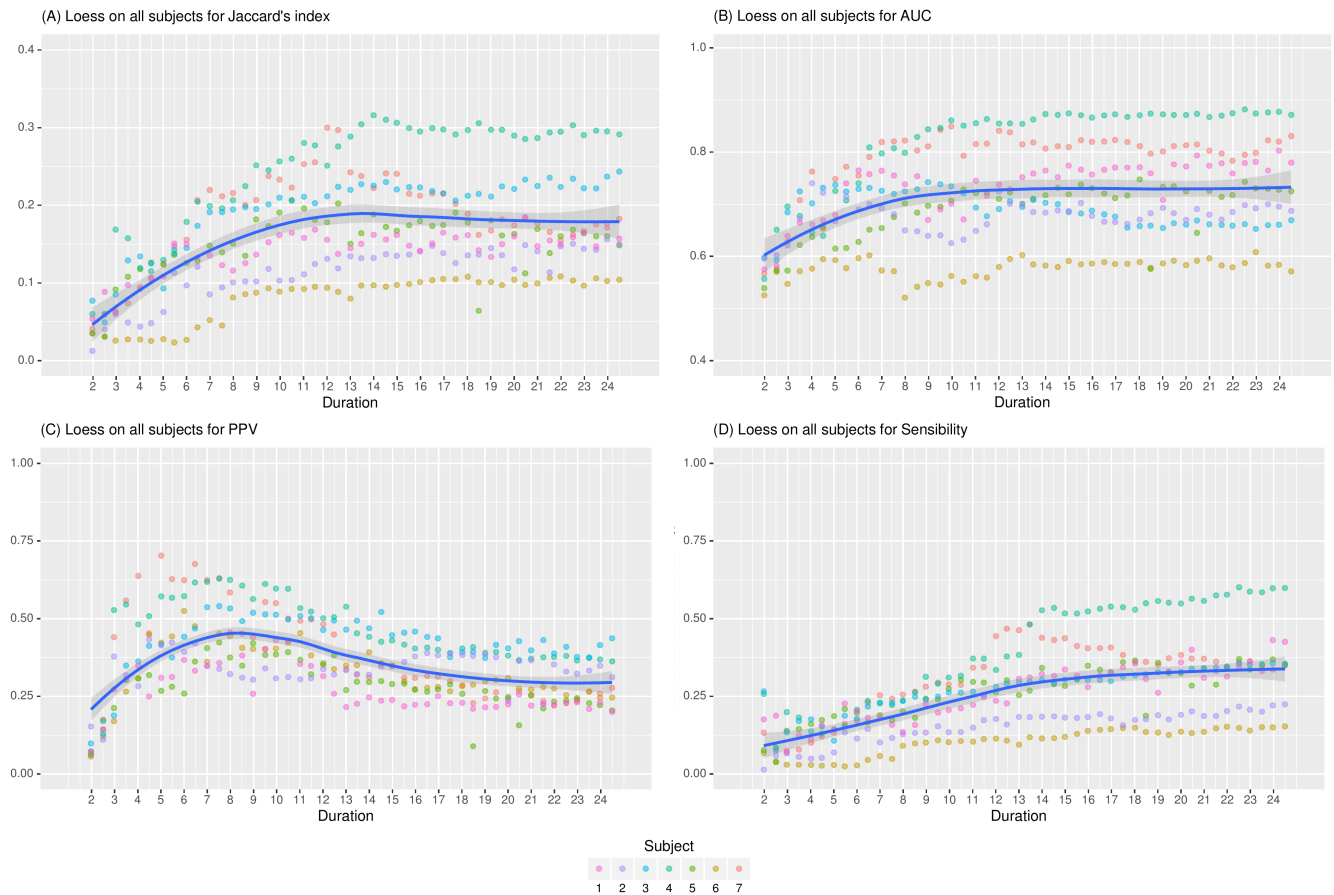 (A) Loess on all subjects for Jaccard's index
0.4
0.3
0.2
0.1
0.0
2 3 4 5 6 7 8 9 10 11 12 13 14 15 16 17 18 19 20 21 22 23 24
Duration
(B) Loess on all subjects for AUC
1.0
0.8
0.6
0.4
2 3 4 5 6 7 8 9 10 11 12 13 14 15 16 17 18 19 20 21 22 23 24
Duration
(C) Loess on all subjects for PPV
1.00
0.75
0.50
0.25
0.00
2 3 4 5 6 7 8 9 10 11 12 13 14 15 16 17 18 19 20 21 22 23 24
Duration
(D) Loess on all subjects for Sensibility
1.00
0.75
0.50
0.25
0.00
2 3 4 5 6 7 8 9 10 11 12 13 14 15 16 17 18 19 20 21 22 23 24
Duration
Subject
1 2 3 4 5 6 7